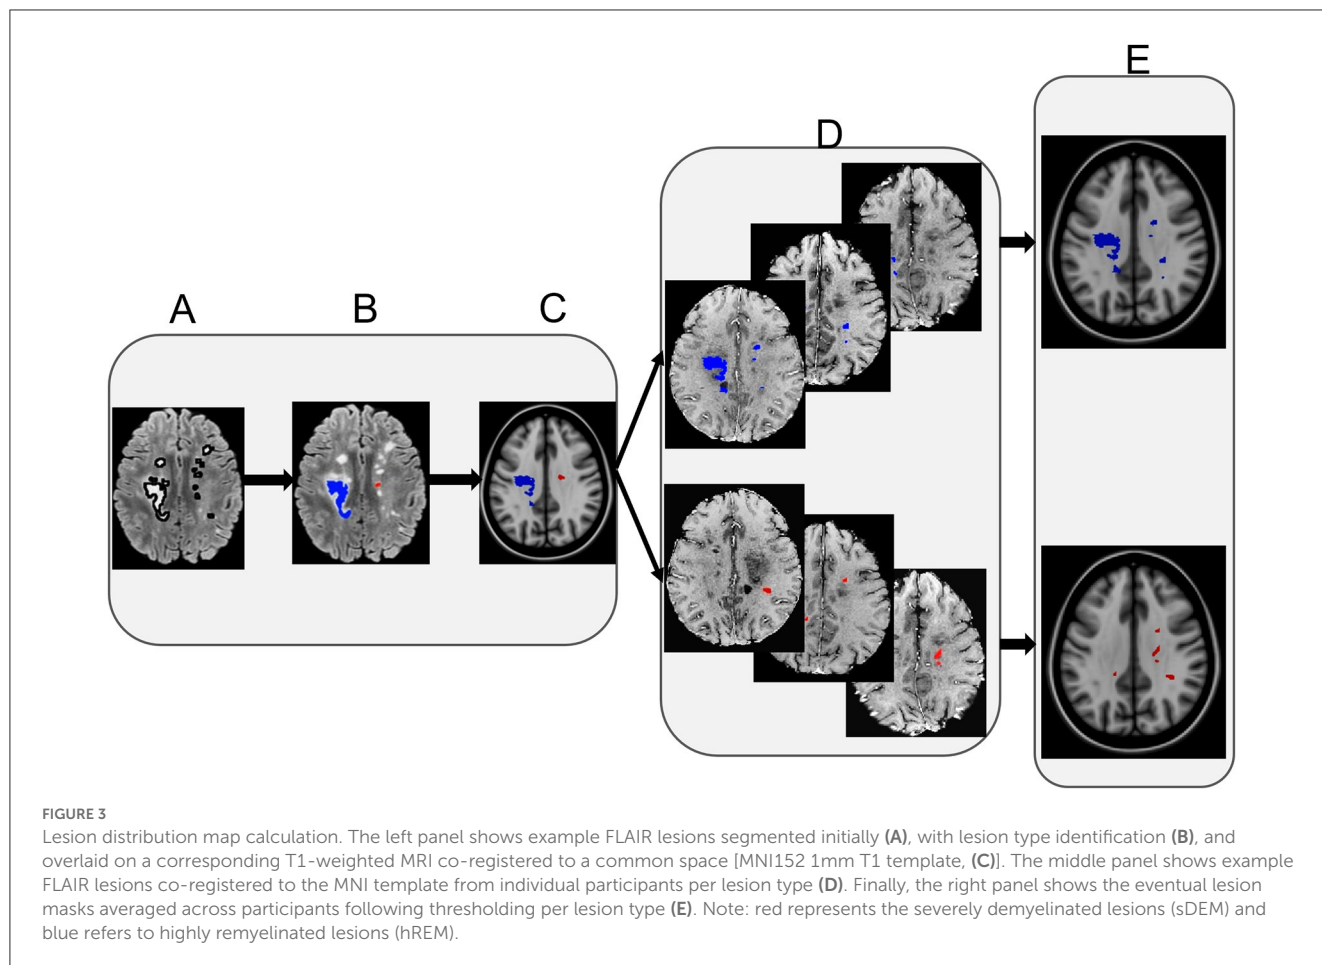 E
D
A
B
C
FIGURE 3
Lesion distribution map calculation. The left panel shows example FLAIR lesions segmented initially (A), with lesion type identification (B), and
overlaid on a corresponding T1-weighted MRI co-registered to a common space [MNI152 1mm T1 template, (C)]. The middle panel shows example
FLAIR lesions co-registered to the MNI template from individual participants per lesion type (D). Finally, the right panel shows the eventual lesion
masks averaged across participants following thresholding per lesion type (E). Note: red represents the severely demyelinated lesions (sDEM) and
blue refers to highly remyelinated lesions (hREM).